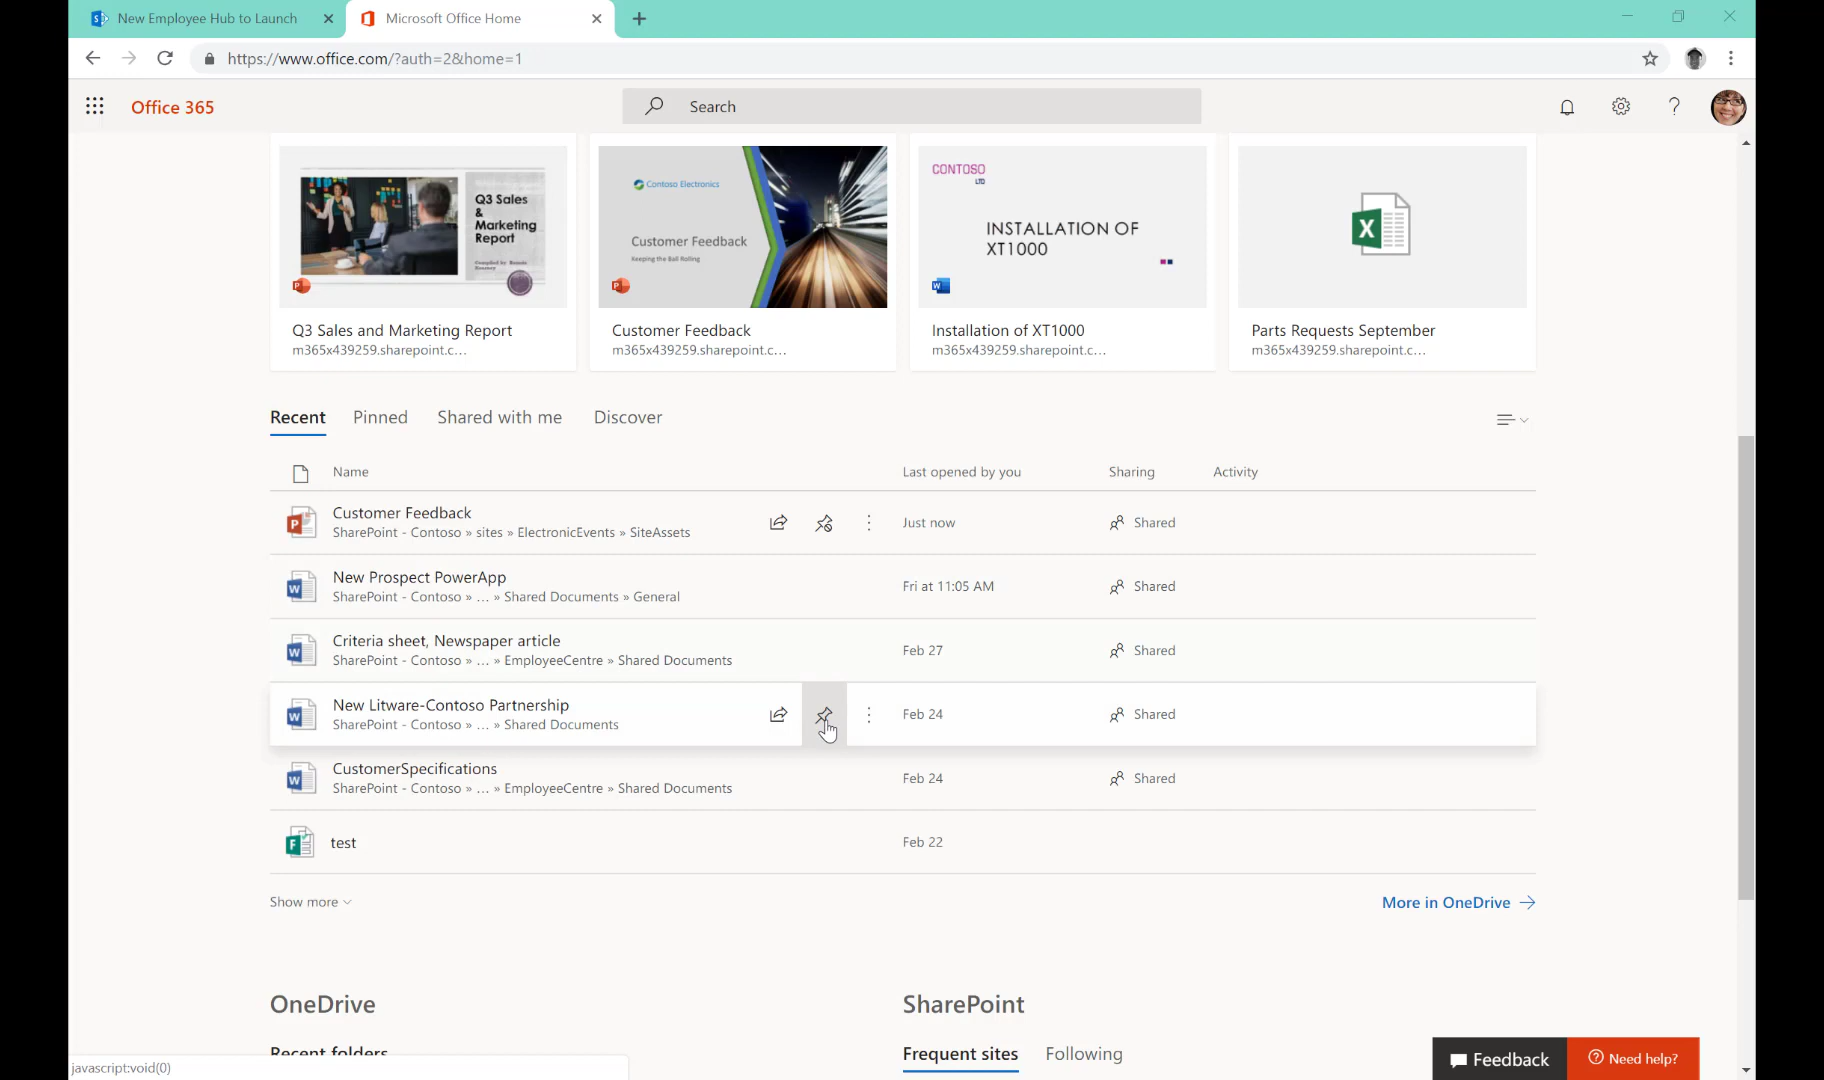 New Employee Hub to Launch
Microsoft Office Home
https://www.office.com/?auth=2&home=1
Office 365
Search
Q3 Sales
&
Marketing
Report
Contoso Electronics
Customer Feedback
Keeping the Ball Rolling
CONTOSO
LTD
INSTALLATION OF
XT1000
Q3 Sales and Marketing Report
m365x439259.sharepoint.c...
Customer Feedback
m365x439259.sharepoint.c...
Installation of XT1000
m365x439259.sharepoint.c...
Parts Requests September
m365x439259.sharepoint.c...
Recent Pinned Shared with me Discover
Name Last opened by you Sharing Activity
Customer Feedback
SharePoint - Contoso » sites » ElectronicEvents » SiteAssets
Just now Shared
New Prospect PowerApp
SharePoint - Contoso » ... » Shared Documents » General
Fri at 11:05 AM Shared
Criteria sheet, Newspaper article
SharePoint - Contoso » ... » EmployeeCentre » Shared Documents
Feb 27 Shared
New Litware-Contoso Partnership
SharePoint - Contoso » ... » Shared Documents
Feb 24 Shared
CustomerSpecifications
SharePoint - Contoso » ... » EmployeeCentre » Shared Documents
Feb 24 Shared
test Feb 22
Show more More in OneDrive
OneDrive SharePoint
Recent folders Frequent sites Following
javascript:void(0)
Feedback Need help?